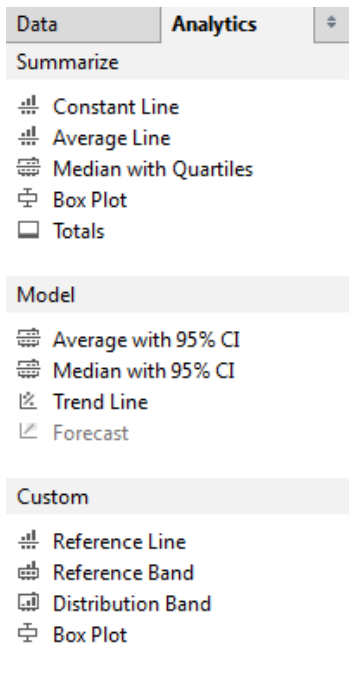 Data Analytics
Summarize
Constant Line
Average Line
Median with Quartiles
Box Plot
Totals
Model
Average with 95% CI
Median with 95% CI
Trend Line
Forecast
Custom
Reference Line
Reference Band
Distribution Band
Box Plot